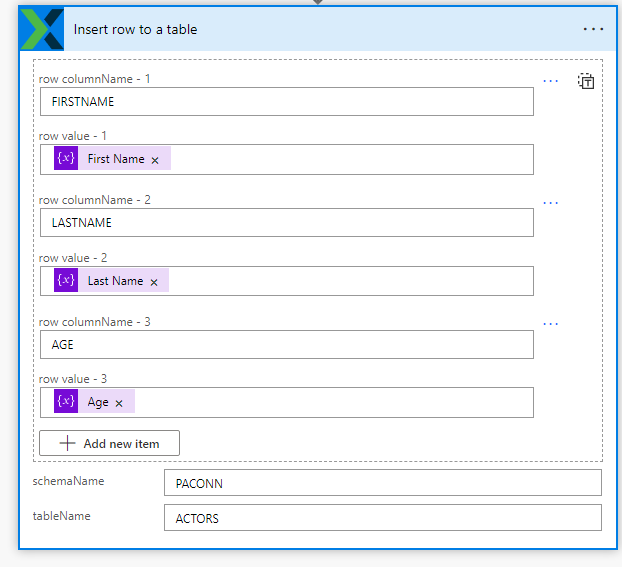 Insert row to a table
row columnName - 1
FIRSTNAME
row value - 1
{x} First Name ×
row columnName - 2
LASTNAME
row value - 2
{x} Last Name ×
row columnName - 3
AGE
row value - 3
{x} Age ×
Add new item
schemaName PACONN
tableName ACTORS